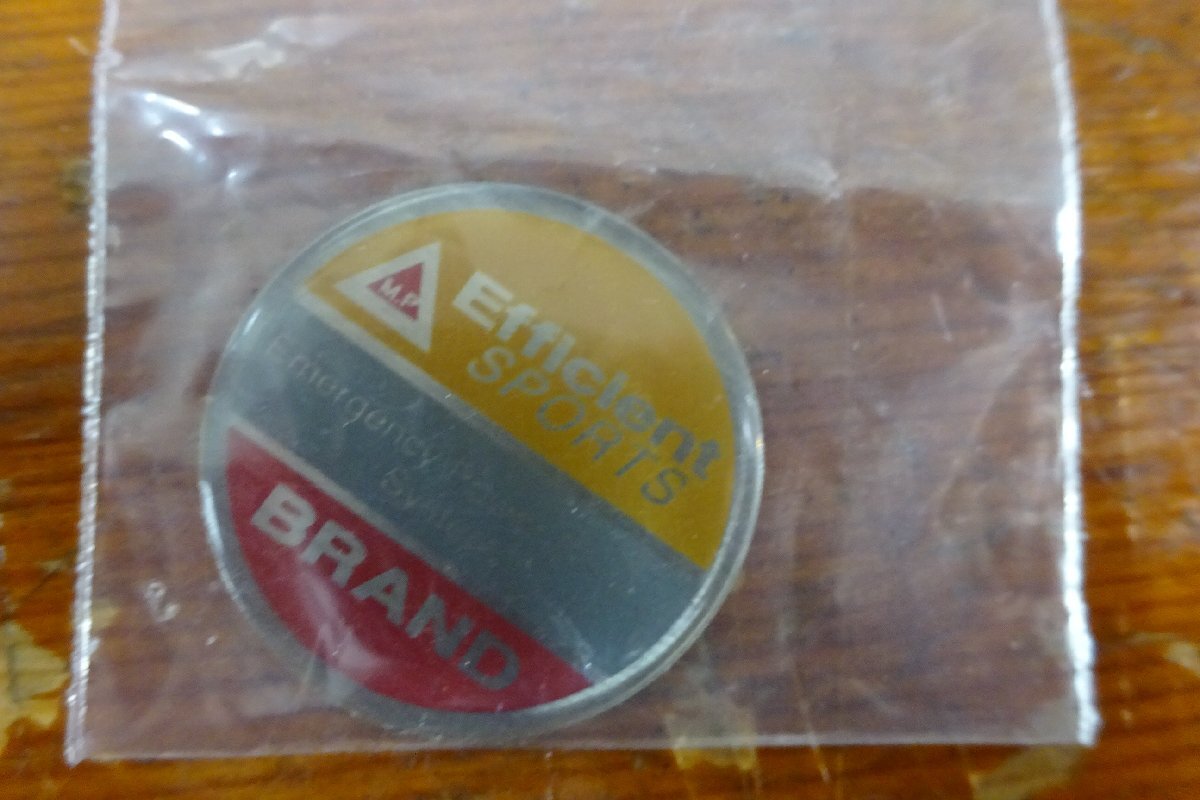 M.P
Efficient
SPORTS
Emergency
BRAND